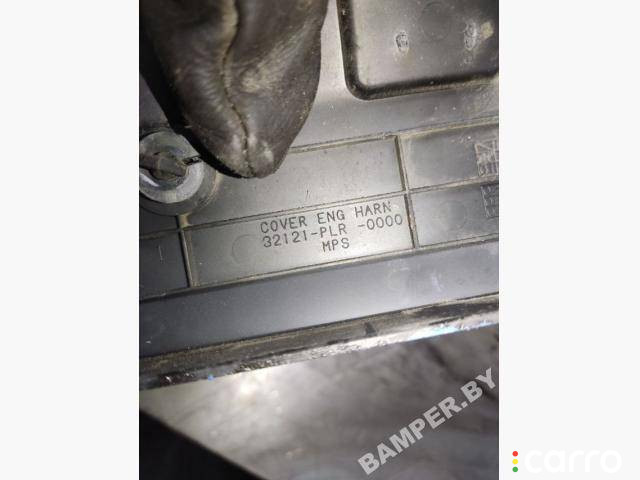 COVER ENG HARN
32121-PLR -0000
MPS
BAMPER.BY
carro